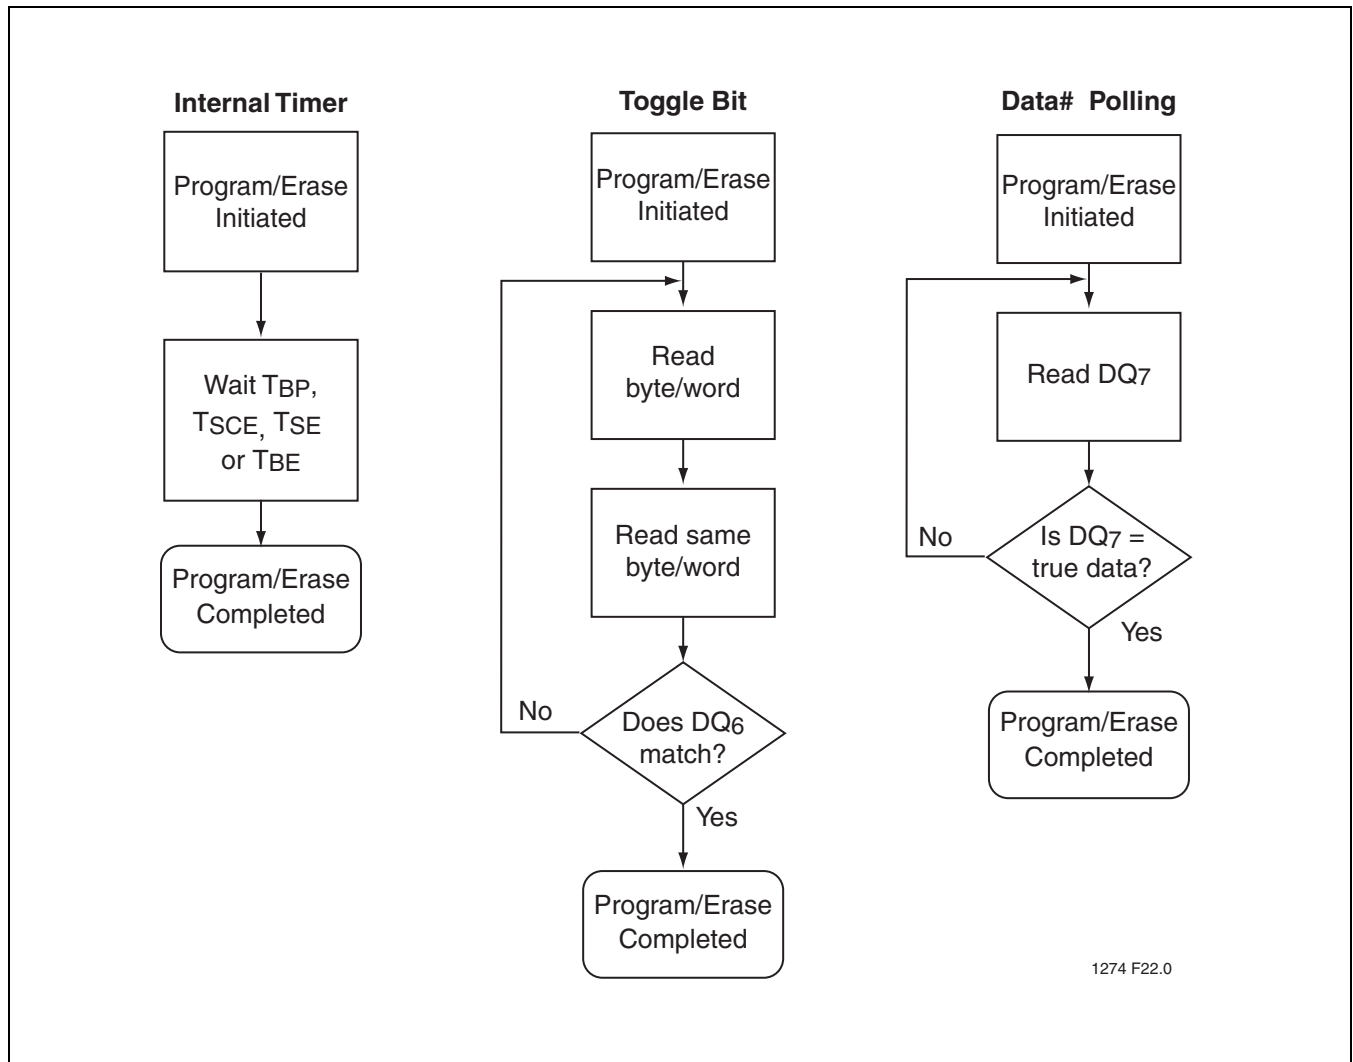 Internal Timer
Program/Erase
Initiated
Wait TBP,
TSCE, TSE
or TBE
Program/Erase
Completed
Toggle Bit
Program/Erase
Initiated
Read
byte/word
Read same
byte/word
No
Does DQ6
match?
Yes
Program/Erase
Completed
Data# Polling
Program/Erase
Initiated
Read DQ7
No
Is DQ7 =
true data?
Yes
Program/Erase
Completed
1274 F22.0